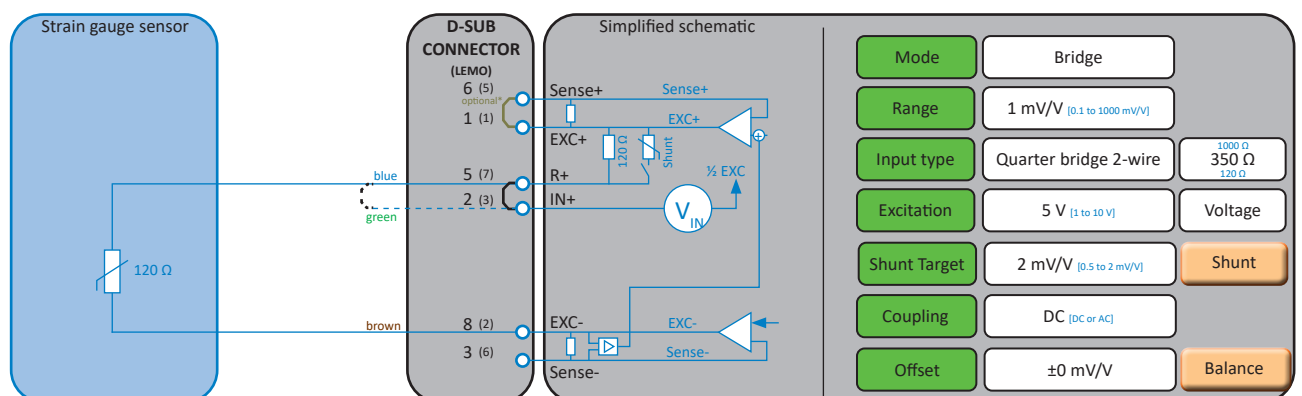 Strain gauge sensor
120 Ω
blue
green
brown
D-SUB
CONNECTOR
(LEMO)
6 (5)
optional*
1 (1)
5 (7)
2 (3)
8 (2)
3 (6)
Simplified schematic
Sense+
Sense+
EXC+
EXC+
120 Ω
Shunt
R+
½ EXC
IN+
VIN
EXC-
EXC-
Sense-
Sense-
Mode
Bridge
Range
1 mV/V [0.1 to 1000 mV/V]
Input type
Quarter bridge 2-wire
1000 Ω
350 Ω
120 Ω
Excitation
5 V [1 to 10 V]
Voltage
Shunt Target
2 mV/V [0.5 to 2 mV/V]
Shunt
Coupling
DC [DC or AC]
Offset
±0 mV/V
Balance